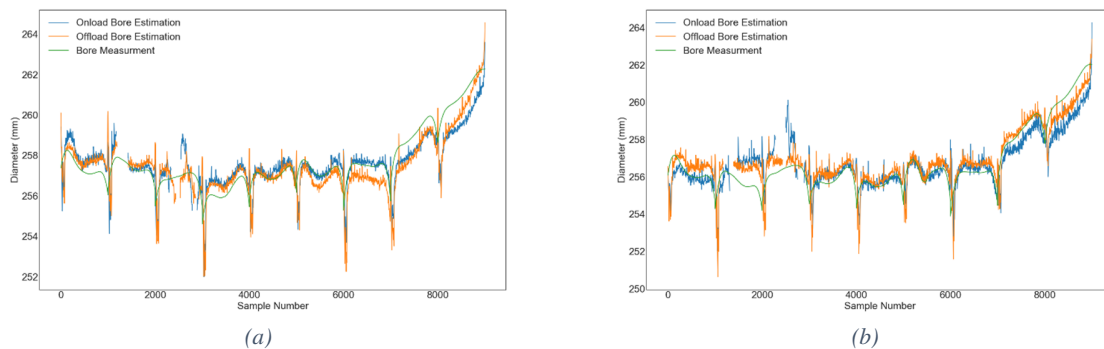 Onload Bore Estimation
Offload Bore Estimation
Bore Measurment
264
262
260
258
256
254
252
Diameter (mm)
0 2000 4000 6000 8000
Sample Number
(a)
Onload Bore Estimation
Offload Bore Estimation
Bore Measurment
264
262
260
258
256
254
252
250
Diameter (mm)
0 2000 4000 6000 8000
Sample Number
(b)